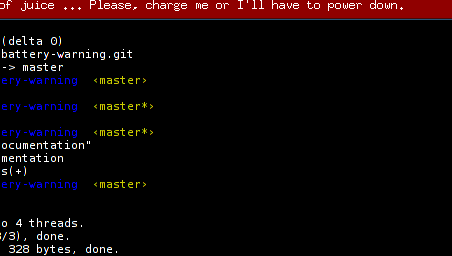 of juice ... Please, charge me or I'll have to power down.
(delta 0)
battery-warning.git
-> master
ery-warning ‹master›
ery-warning ‹master*›
ery-warning ‹master*›
ocumentation"
mentation
s(+)
ery-warning ‹master›
o 4 threads.
/3), done.
328 bytes, done.